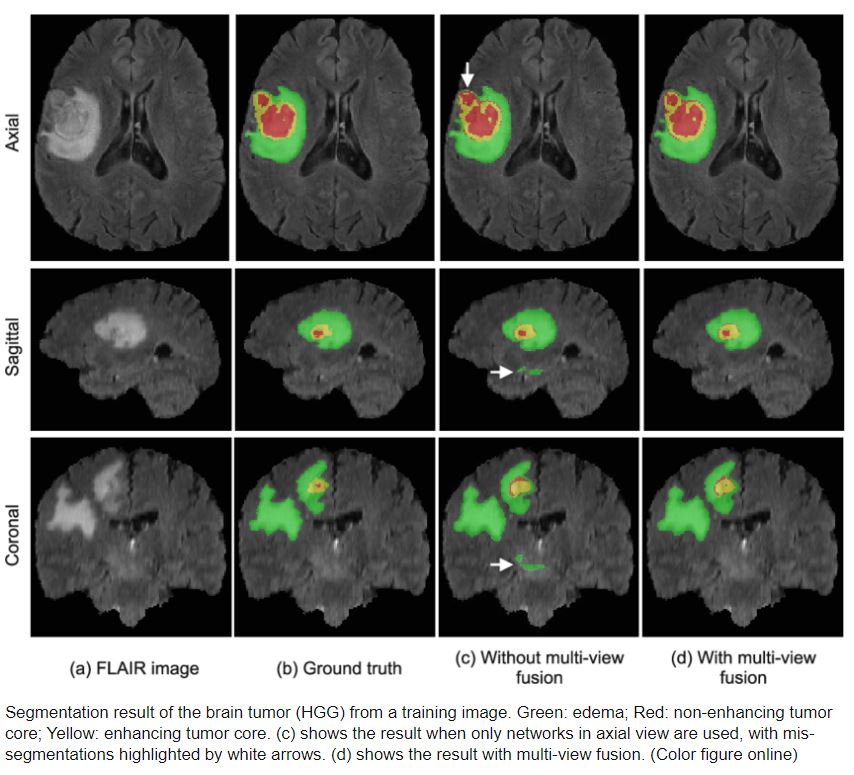 Axial
Sagittal
Coronal
(a) FLAIR image
(b) Ground truth
(c) Without multi-view
fusion
(d) With multi-view
fusion
Segmentation result of the brain tumor (HGG) from a training image. Green: edema; Red: non-enhancing tumor
core; Yellow: enhancing tumor core. (c) shows the result when only networks in axial view are used, with mis-
segmentations highlighted by white arrows. (d) shows the result with multi-view fusion. (Color figure online)